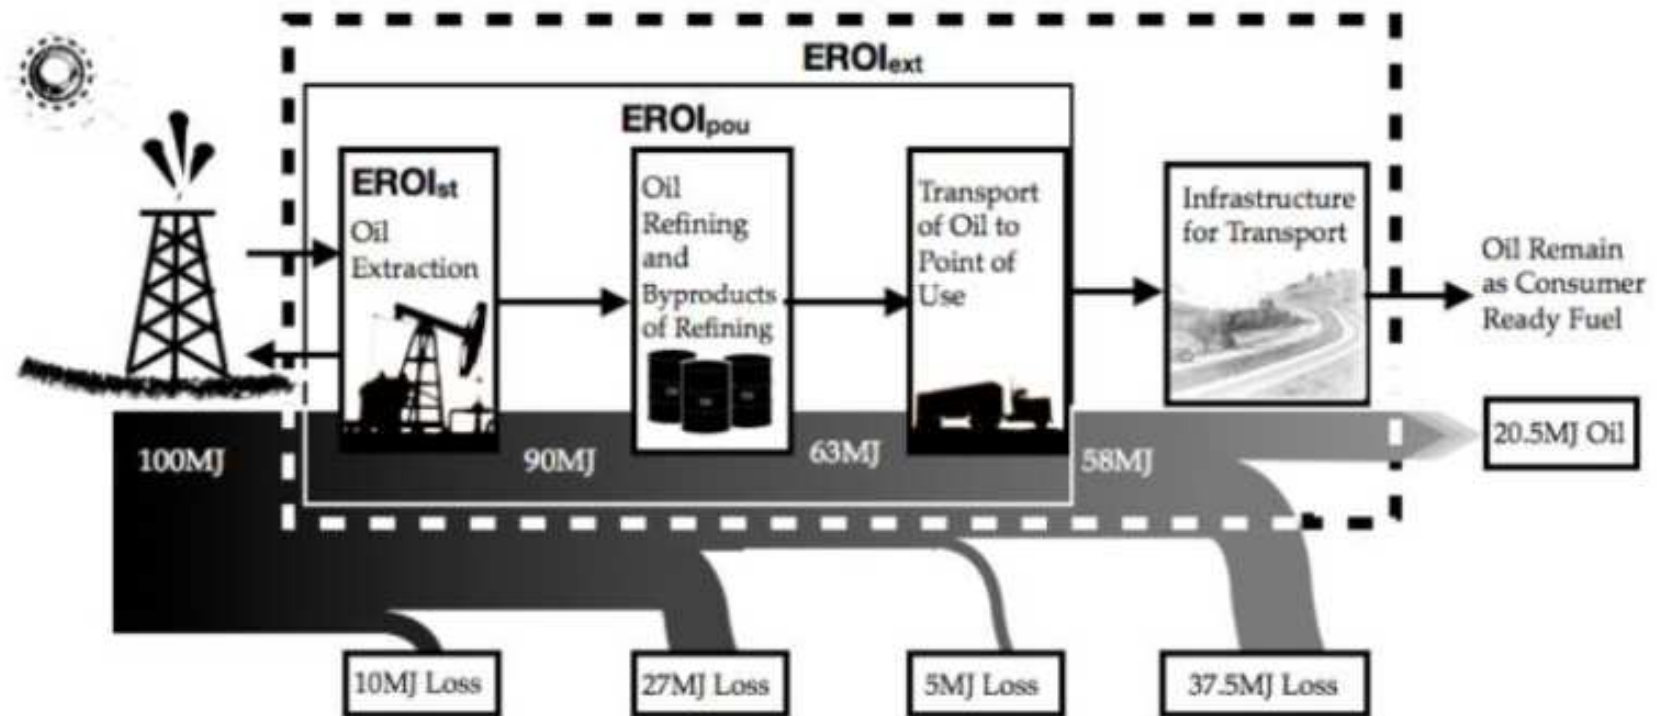 EROIext
EROIpou
EROIst
Oil
Extraction
Oil
Refining
and
Byproducts
of Refining
Transport
of Oil to
Point of
Use
Infrastructure
for Transport
Oil Remain
as Consumer
Ready Fuel
100MJ
90MJ
63MJ
58MJ
20.5MJ Oil
10MJ Loss
27MJ Loss
5MJ Loss
37.5MJ Loss